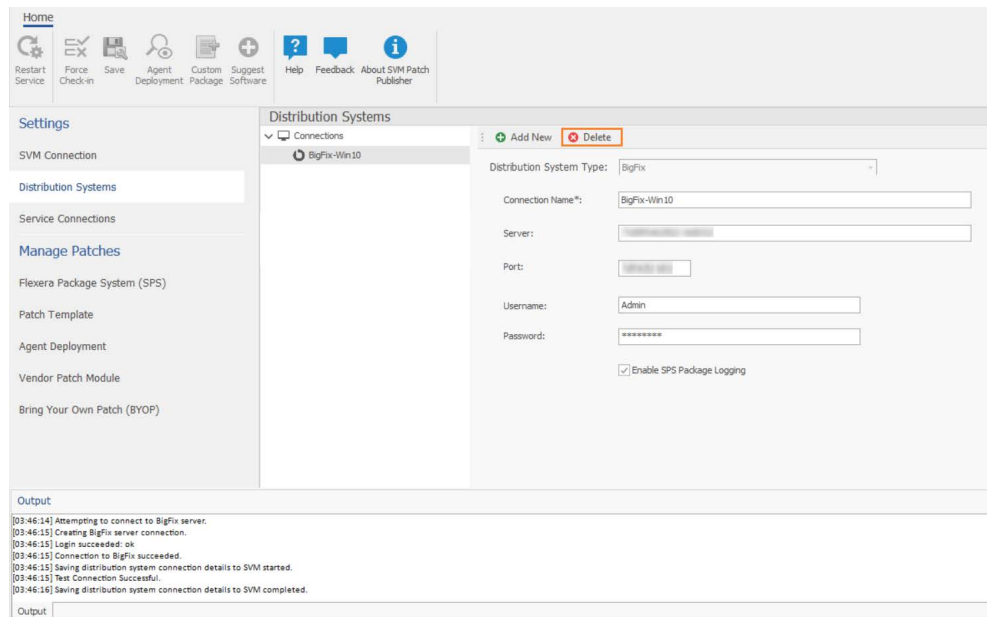 Home
Restart Service
Force Check-in
Save
Agent Deployment
Custom Package
Suggest Software
Help
Feedback
About SVM Patch Publisher
Settings
SVM Connection
Distribution Systems
Service Connections
Manage Patches
Flexera Package System (SPS)
Patch Template
Agent Deployment
Vendor Patch Module
Bring Your Own Patch (BYOP)
Distribution Systems
Connections
BigFix-Win10
Add New
Delete
Distribution System Type: BigFix
Connection Name*: BigFix-Win10
Server:
Port:
Username: Admin
Password: ********
Enable SPS Package Logging
Output
[03:46:14] Attempting to connect to BigFix server.
[03:46:15] Creating BigFix server connection.
[03:46:15] Login succeeded: ok
[03:46:15] Connection to BigFix succeeded.
[03:46:15] Saving distribution system connection details to SVM started.
[03:46:15] Test Connection Successful.
[03:46:16] Saving distribution system connection details to SVM completed.
Output